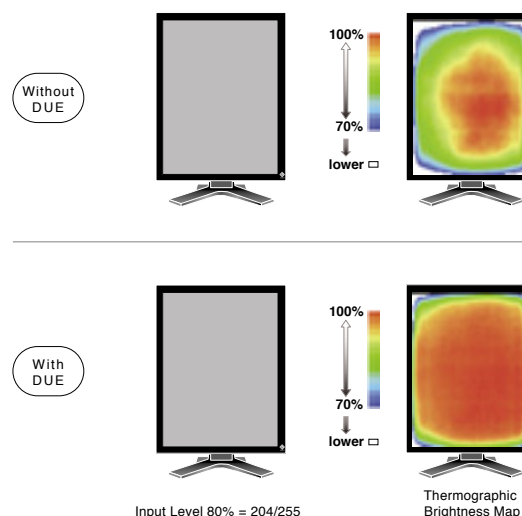 Without
DUE
100%
70%
lower
With
DUE
100%
70%
lower
Input Level 80% = 204/255
Thermographic
Brightness Map